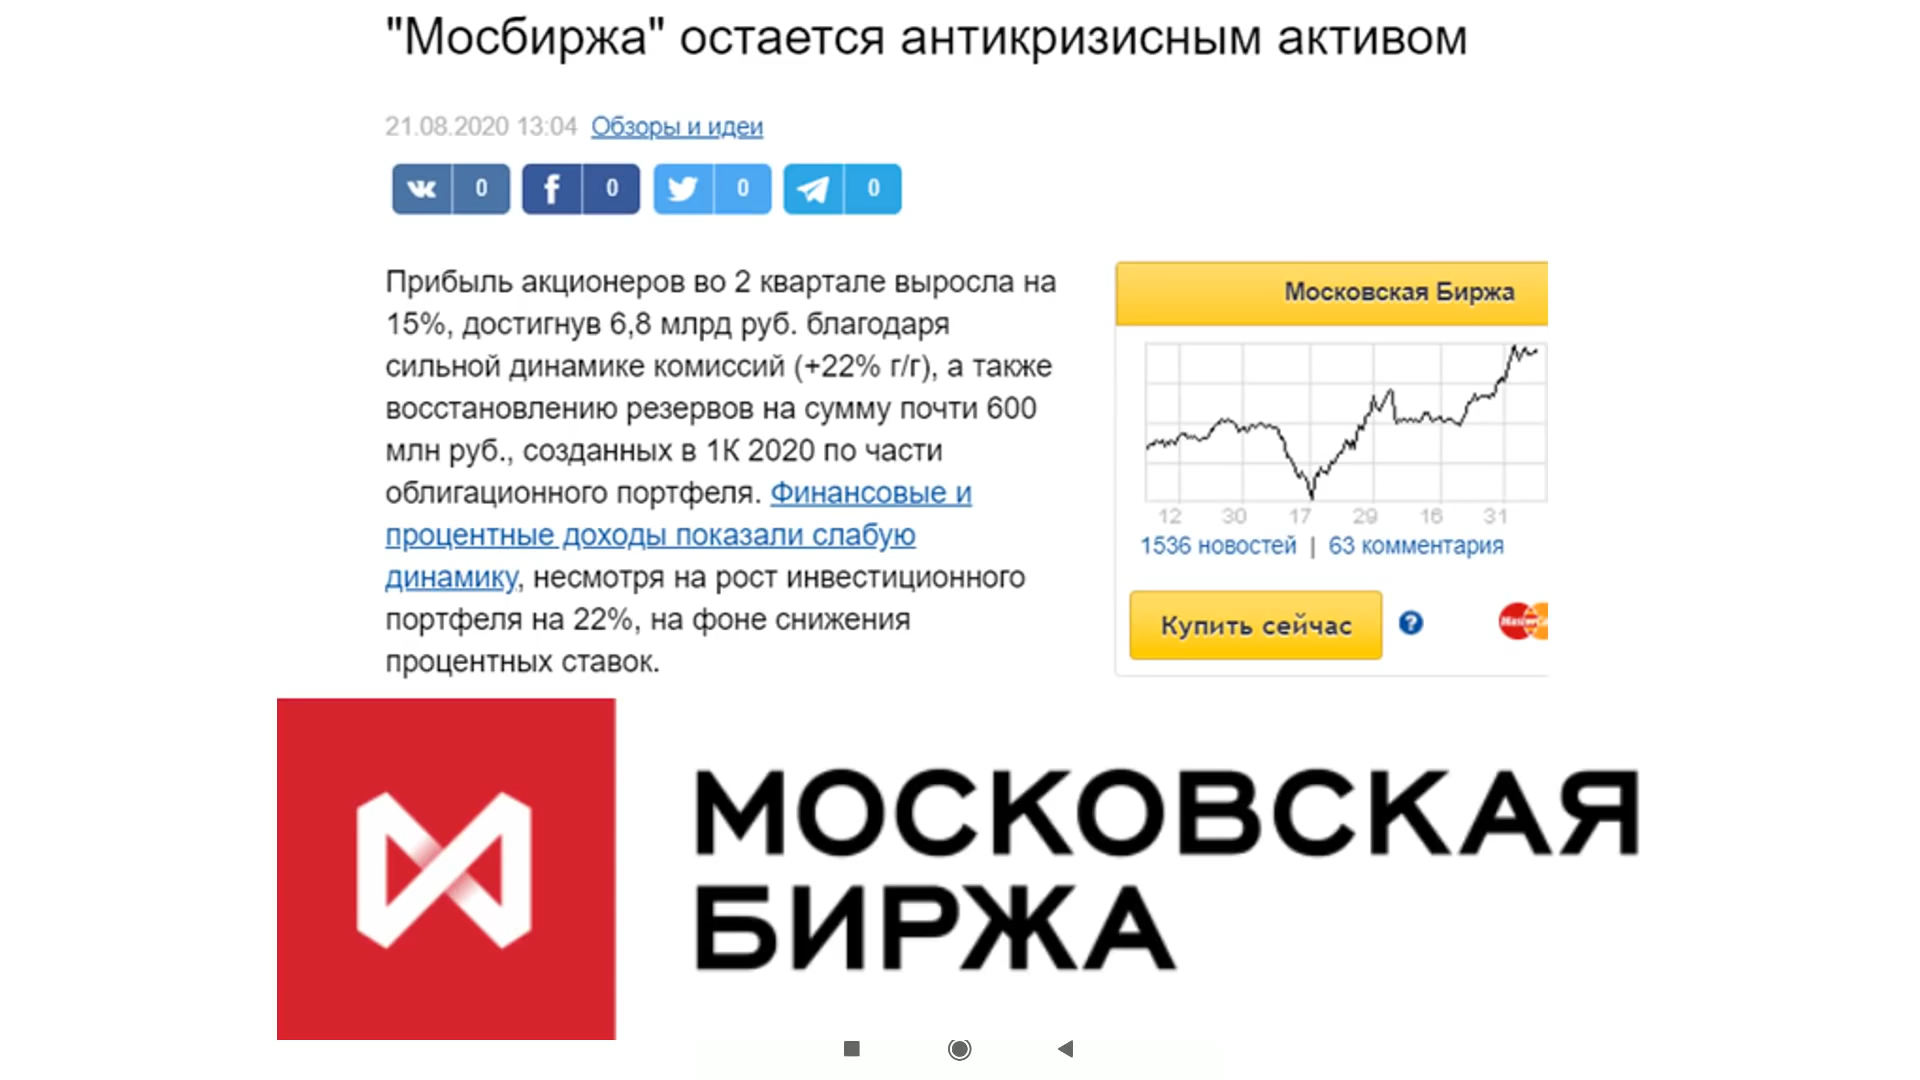 "Мосбиржа" остается антикризисным активом
21.08.2020 13:04 Обзоры и идеи
0 0 0 0
Прибыль акционеров во 2 квартале выросла на
15%, достигнув 6,8 млрд руб. благодаря
сильной динамике комиссий (+22% г/г), а также
восстановлению резервов на сумму почти 600
млн руб., созданных в 1К 2020 по части
облигационного портфеля. Финансовые и
процентные доходы показали слабую
динамику, несмотря на рост инвестиционного
портфеля на 22%, на фоне снижения
процентных ставок.
Московская Биржа
12 30 17 29 16 31
1536 новостей | 63 комментария
Купить сейчас ?
МОСКОВСКАЯ
БИРЖА